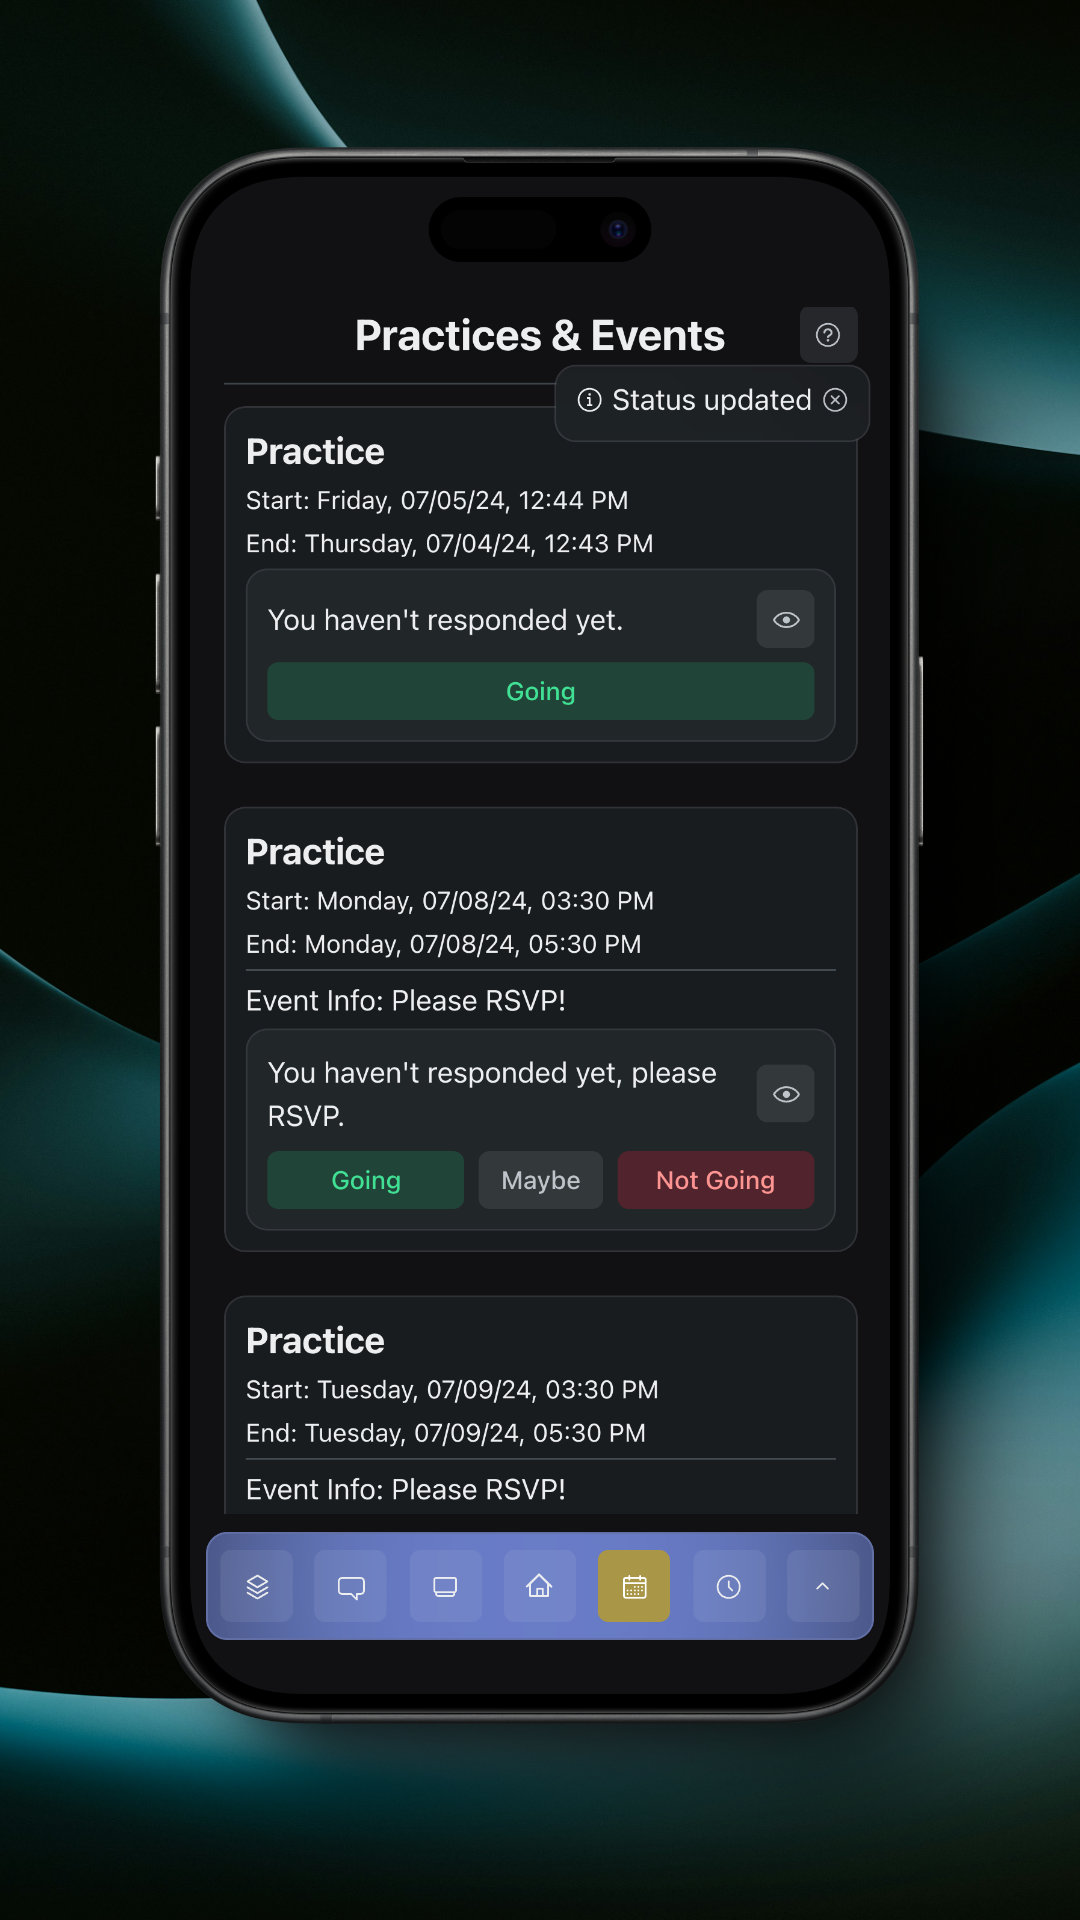 Practices & Events
Status updated
Practice
Start: Friday, 07/05/24, 12:44 PM
End: Thursday, 07/04/24, 12:43 PM
You haven't responded yet.
Going
Practice
Start: Monday, 07/08/24, 03:30 PM
End: Monday, 07/08/24, 05:30 PM
Event Info: Please RSVP!
You haven't responded yet, please
RSVP.
Going
Maybe
Not Going
Practice
Start: Tuesday, 07/09/24, 03:30 PM
End: Tuesday, 07/09/24, 05:30 PM
Event Info: Please RSVP!